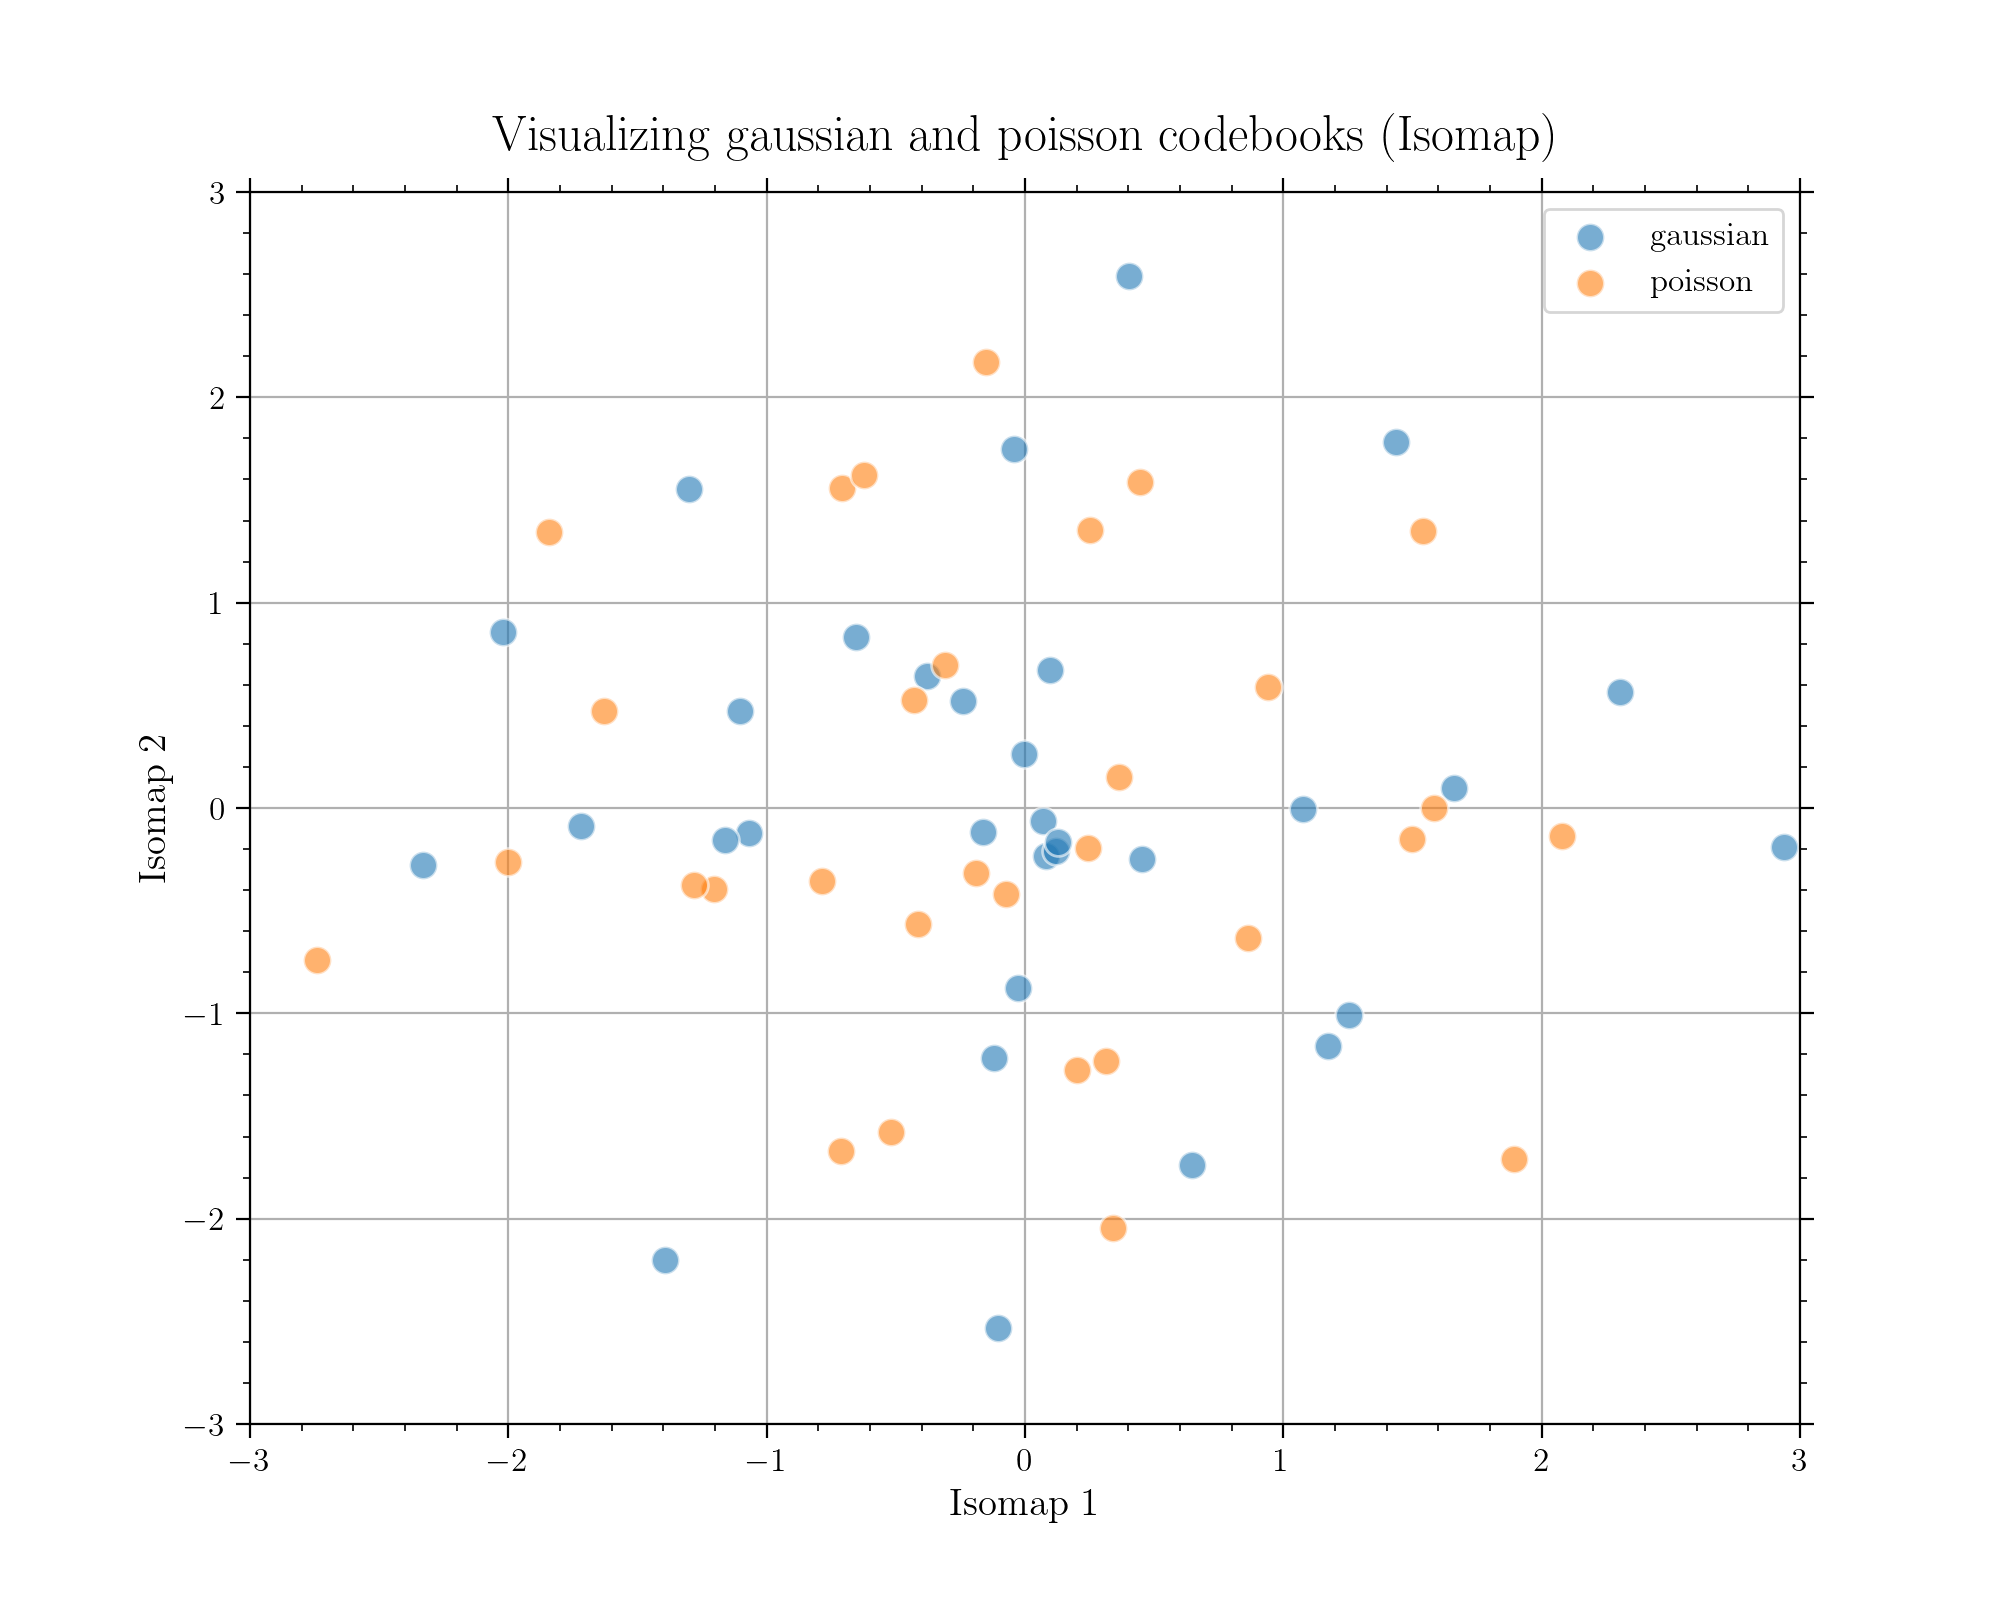 Visualizing gaussian and poisson codebooks (Isomap)
gaussian
poisson
3
2
1
0
−1
−2
−3
Isomap 2
−3 −2 −1 0 1 2 3
Isomap 1